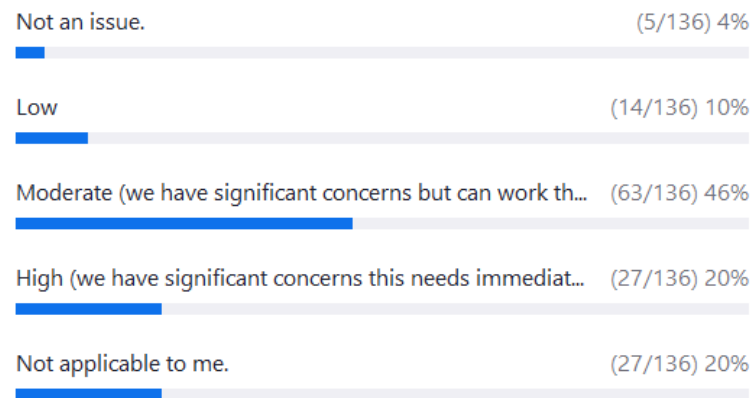 Not an issue. (5/136) 4%
Low (14/136) 10%
Moderate (we have significant concerns but can work th... (63/136) 46%
High (we have significant concerns this needs immediat... (27/136) 20%
Not applicable to me. (27/136) 20%